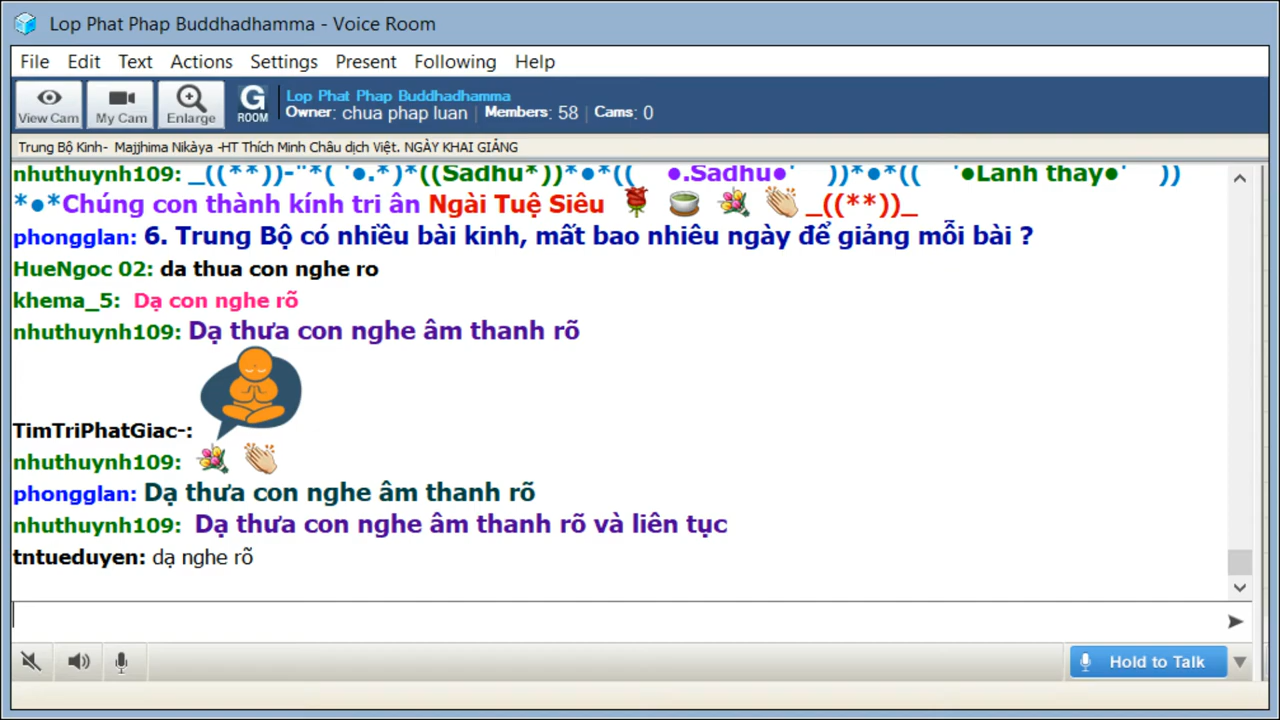 Lop Phat Phap Buddhadhamma - Voice Room
File Edit Text Actions Settings Present Following Help
View Cam My Cam Enlarge G ROOM Lop Phat Phap Buddhadhamma
Owner: chua phap luan | Members: 58 | Cams: 0
Trung Bộ Kinh- Majjhima Nikàya -HT Thích Minh Châu dịch Việt. NGÀY KHAI GIẢNG
nhuthuynh109: _((**))-"*( '●.*)*((Sadhu*))*●*(( ●.Sadhu●' ))*●*(( '●Lanh thay●' ))
*●*Chúng con thành kính tri ân Ngài Tuệ Siêu _((**))_
phongglan: 6. Trung Bộ có nhiều bài kinh, mất bao nhiêu ngày để giảng mỗi bài ?
HueNgoc 02: da thua con nghe ro
khema_5: Dạ con nghe rõ
nhuthuynh109: Dạ thưa con nghe âm thanh rõ
TimTriPhatGiac-:
nhuthuynh109:
phongglan: Dạ thưa con nghe âm thanh rõ
nhuthuynh109: Dạ thưa con nghe âm thanh rõ và liên tục
tntueduyen: dạ nghe rõ
Hold to Talk